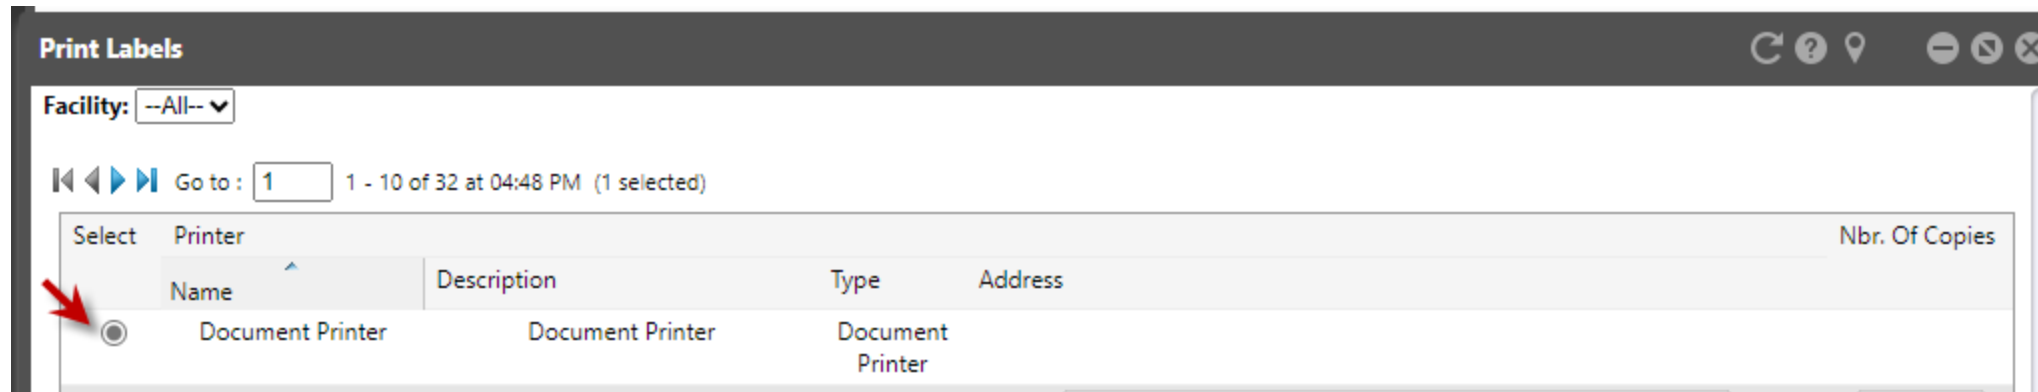 Print Labels
Facility: --All--
Go to : 1 1 - 10 of 32 at 04:48 PM (1 selected)
Select Printer Nbr. Of Copies
Name Description Type Address
Document Printer Document Printer Document
Printer